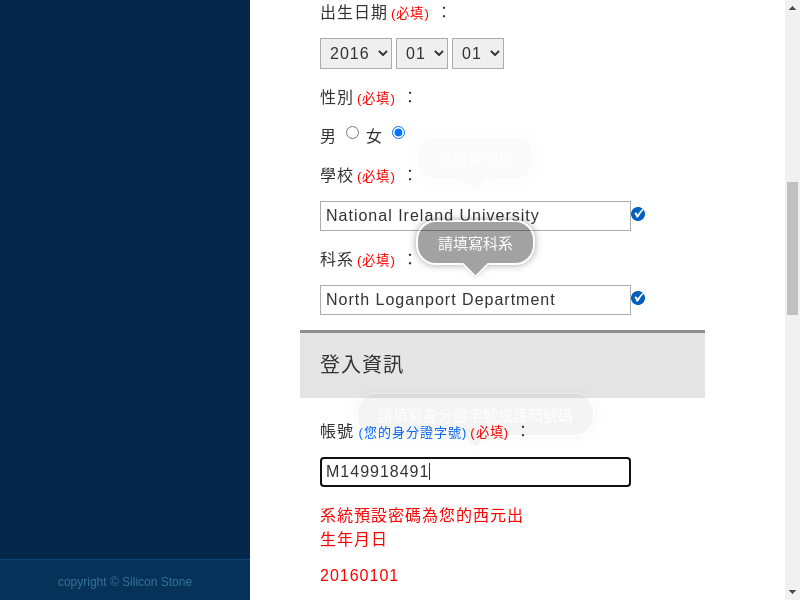 出生日期 (必填) ：
2016 01 01
性別 (必填) ：
男 女
請填寫學校
學校 (必填) ：
National Ireland University
請填寫科系
科系 (必填) ：
North Loganport Department
登入資訊
請填寫身分證字號或護照號碼
帳號 (您的身分證字號) (必填) ：
M149918491
系統預設密碼為您的西元出
生年月日
20160101
copyright © Silicon Stone